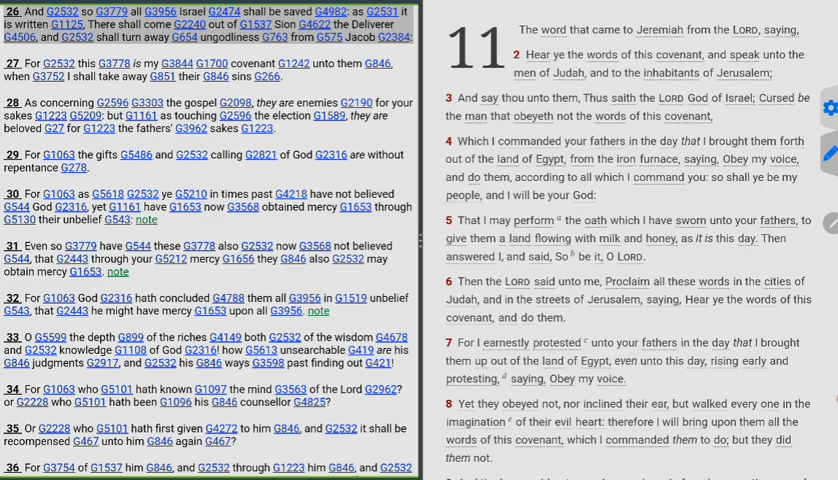 26 And G2532 so G3779 all G3956 Israel G2474 shall be saved G4982: as G2531 it
is written G1125, There shall come G2240 out of G1537 Sion G4622 the Deliverer
G4506, and G2532 shall turn away G654 ungodliness G763 from G575 Jacob G2384:
27 For G2532 this G3778 is my G3844 G1700 covenant G1242 unto them G846,
when G3752 I shall take away G851 their G846 sins G266.
28 As concerning G2596 G3303 the gospel G2098, they are enemies G2190 for your
sakes G1223 G5209: but G1161 as touching G2596 the election G1589, they are
beloved G27 for G1223 the fathers' G3962 sakes G1223.
29 For G1063 the gifts G5486 and G2532 calling G2821 of God G2316 are without
repentance G278.
30 For G1063 as G5618 G2532 ye G5210 in times past G4218 have not believed
G544 God G2316, yet G1161 have G1653 now G3568 obtained mercy G1653 through
G5130 their unbelief G543: note
31 Even so G3779 have G544 these G3778 also G2532 now G3568 not believed
G544, that G2443 through your G5212 mercy G1656 they G846 also G2532 may
obtain mercy G1653. note
32 For G1063 God G2316 hath concluded G4788 them all G3956 in G1519 unbelief
G543, that G2443 he might have mercy G1653 upon all G3956. note
33 O G5599 the depth G899 of the riches G4149 both G2532 of the wisdom G4678
and G2532 knowledge G1108 of God G2316! how G5613 unsearchable G419 are his
G846 judgments G2917, and G2532 his G846 ways G3598 past finding out G421!
34 For G1063 who G5101 hath known G1097 the mind G3563 of the Lord G2962?
or G2228 who G5101 hath been G1096 his G846 counsellor G4825?
35 Or G2228 who G5101 hath first given G4272 to him G846, and G2532 it shall be
recompensed G467 unto him G846 again G467?
36 For G3754 of G1537 him G846, and G2532 through G1223 him G846, and G2532
11 The word that came to Jeremiah from the LORD, saying,
2 Hear ye the words of this covenant, and speak unto the
men of Judah, and to the inhabitants of Jerusalem;
3 And say thou unto them, Thus saith the LORD God of Israel; Cursed be
the man that obeyeth not the words of this covenant,
4 Which I commanded your fathers in the day that I brought them forth
out of the land of Egypt, from the iron furnace, saying, Obey my voice,
and do them, according to all which I command you: so shall ye be my
people, and I will be your God:
5 That I may perform a the oath which I have sworn unto your fathers, to
give them a land flowing with milk and honey, as it is this day. Then
answered I, and said, So b be it, O LORD.
6 Then the LORD said unto me, Proclaim all these words in the cities of
Judah, and in the streets of Jerusalem, saying, Hear ye the words of this
covenant, and do them.
7 For I earnestly protested c unto your fathers in the day that I brought
them up out of the land of Egypt, even unto this day, rising early and
protesting, d saying, Obey my voice.
8 Yet they obeyed not, nor inclined their ear, but walked every one in the
imagination e of their evil heart: therefore I will bring upon them all the
words of this covenant, which I commanded them to do; but they did
them not.